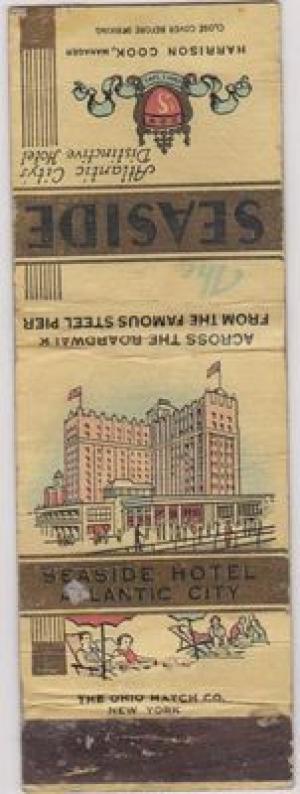 CLOSE COVER BEFORE STRIKING
HARRISON COOK, MANAGER
Atlantic City's
Distinctive Hotel
SEASIDE
The
ACROSS THE BOARDWALK
FROM THE FAMOUS STEEL PIER
SEASIDE HOTEL
ATLANTIC CITY
THE OHIO MATCH CO.
NEW YORK